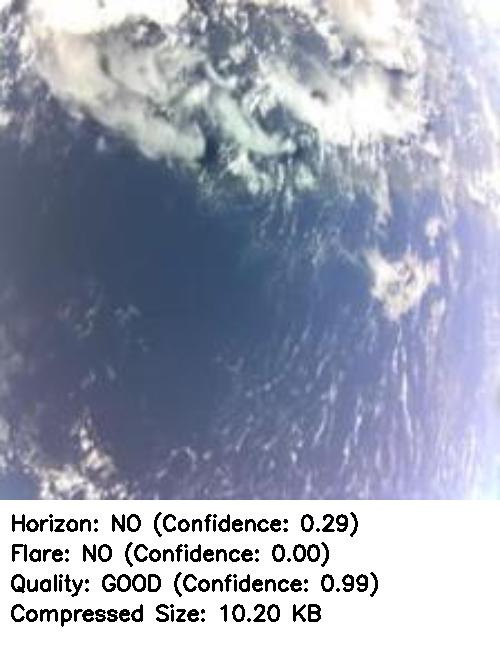 Horizon: NO (Confidence: 0.29)
Flare: NO (Confidence: 0.00)
Quality: GOOD (Confidence: 0.99)
Compressed Size: 10.20 KB